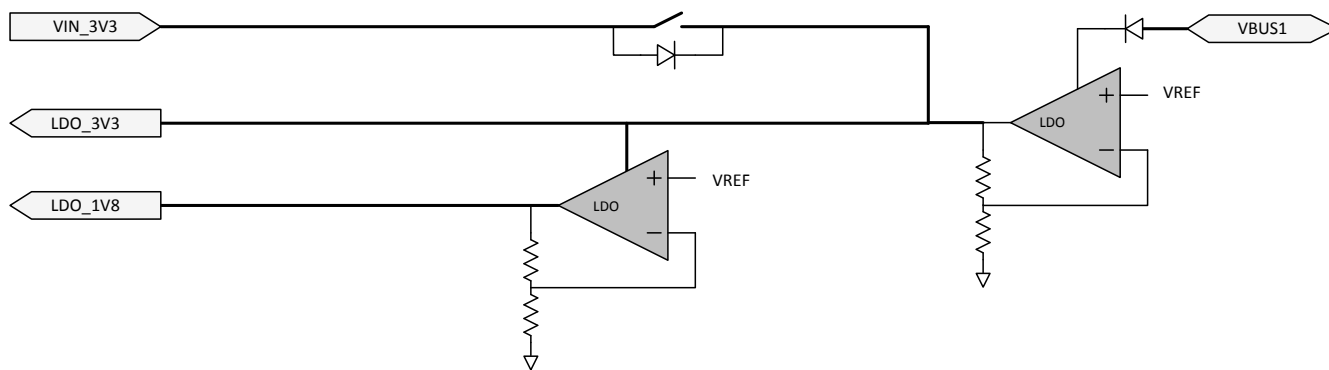 VIN_3V3
VBUS1
+
VREF
LDO_3V3
LDO
−
+
VREF
LDO_1V8
LDO
−